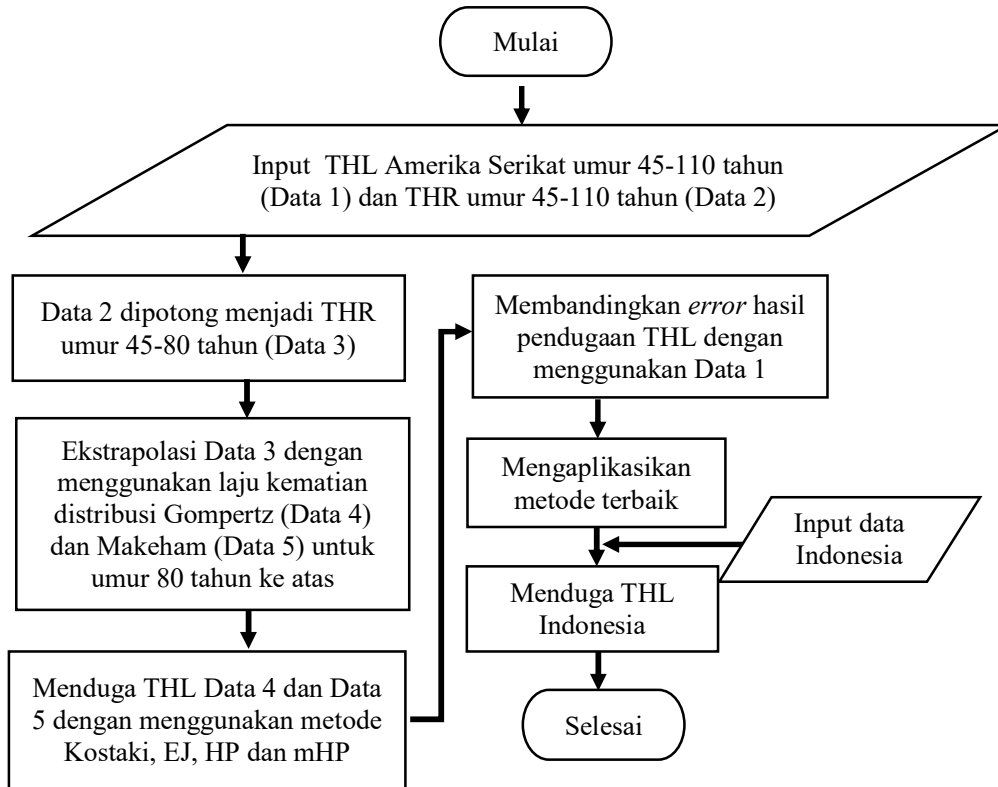 Mulai
Input THL Amerika Serikat umur 45-110 tahun
(Data 1) dan THR umur 45-110 tahun (Data 2)
Data 2 dipotong menjadi THR
umur 45-80 tahun (Data 3)
Ekstrapolasi Data 3 dengan
menggunakan laju kematian
distribusi Gompertz (Data 4)
dan Makeham (Data 5) untuk
umur 80 tahun ke atas
Menduga THL Data 4 dan Data
5 dengan menggunakan metode
Kostaki, EJ, HP dan mHP
Membandingkan error hasil
pendugaan THL dengan
menggunakan Data 1
Mengaplikasikan
metode terbaik
Input data
Indonesia
Menduga THL
Indonesia
Selesai